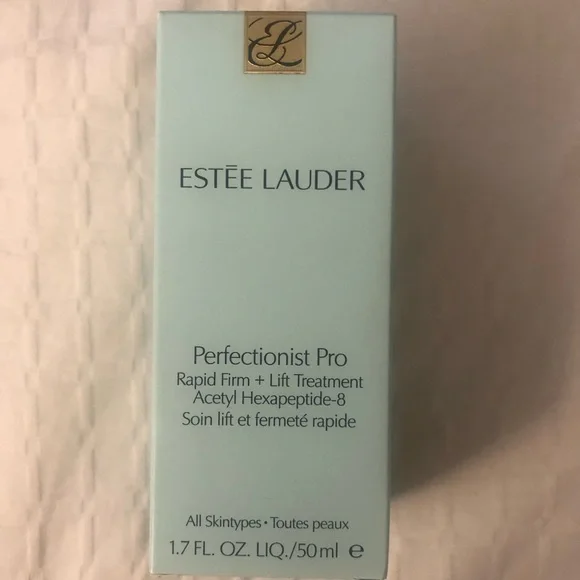 EL
ESTĒE LAUDER
Perfectionist Pro
Rapid Firm + Lift Treatment
Acetyl Hexapeptide-8
Soin lift et fermeté rapide
All Skintypes • Toutes peaux
1.7 FL. OZ. LIQ./50 ml ℮